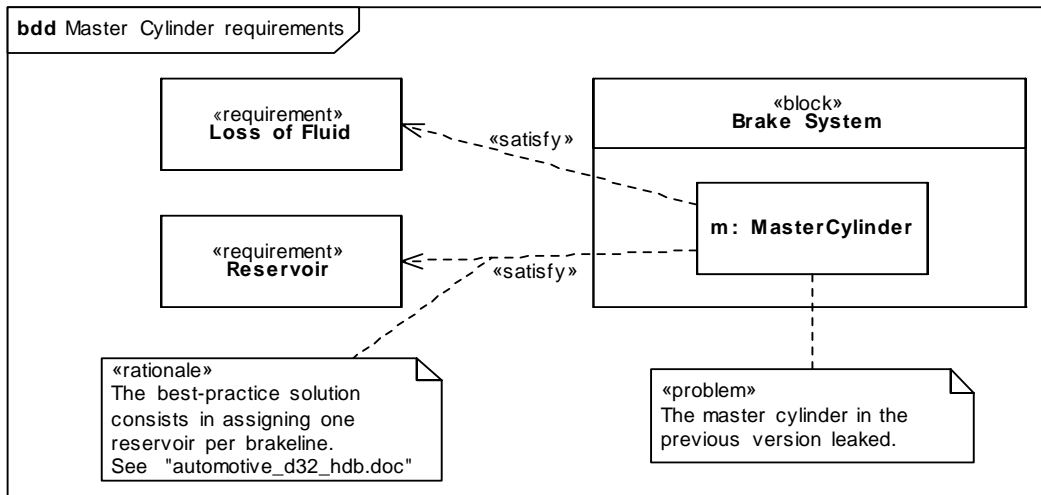 bdd Master Cylinder requirements
«requirement»
Loss of Fluid
«satisfy»
«block»
Brake System
m: MasterCylinder
«requirement»
Reservoir
«satisfy»
«rationale»
The best-practice solution
consists in assigning one
reservoir per brakeline.
See "automotive_d32_hdb.doc"
«problem»
The master cylinder in the
previous version leaked.